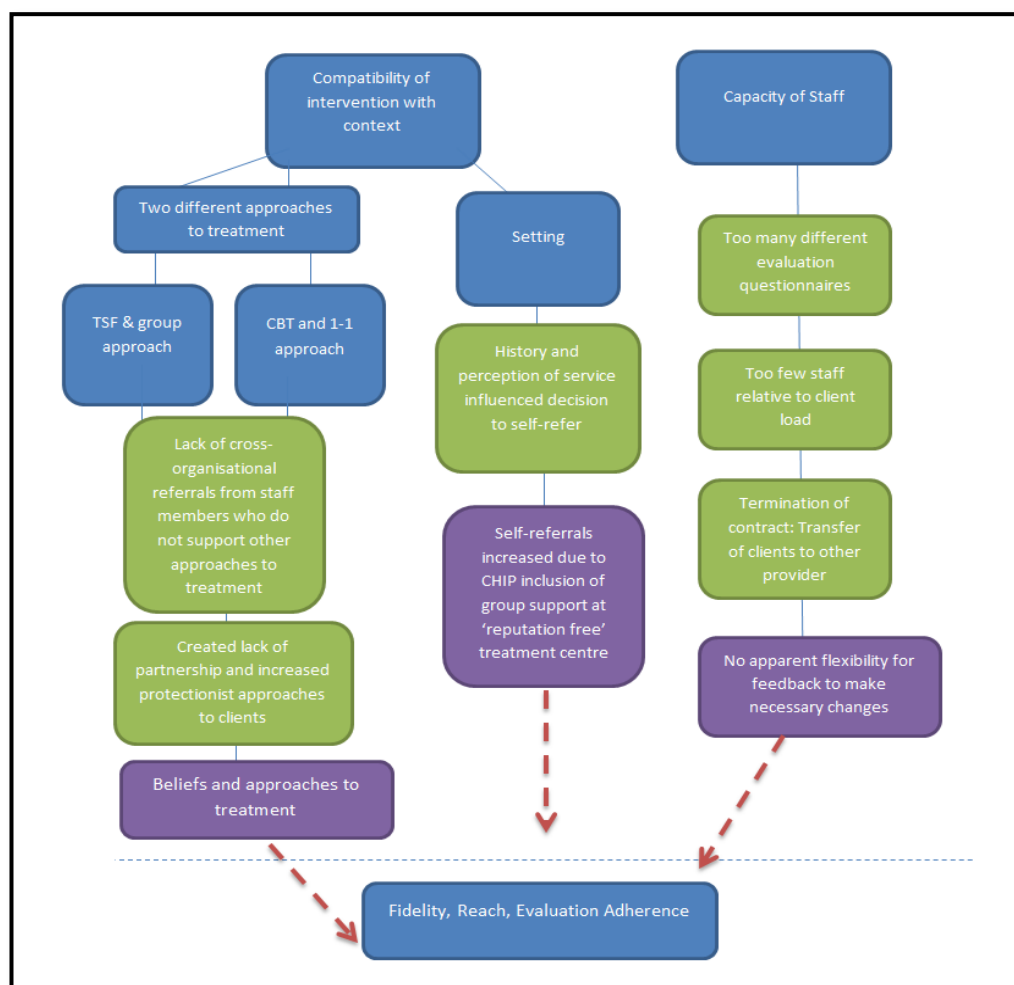 Compatibility of
intervention with
context
Capacity of Staff
Two different approaches
to treatment
Setting
Too many different
evaluation
questionnaires
TSF & group
approach
CBT and 1-1
approach
History and
perception of service
influenced decision
to self-refer
Too few staff
relative to client
load
Lack of cross-
organisational
referrals from staff
members who do
not support other
approaches to
treatment
Termination of
contract: Transfer
of clients to other
provider
Self-referrals
increased due to
CHIP inclusion of
group support at
‘reputation free’
treatment centre
Created lack of
partnership and increased
protectionist approaches
to clients
No apparent flexibility for
feedback to make
necessary changes
Beliefs and approaches to
treatment
Fidelity, Reach, Evaluation Adherence